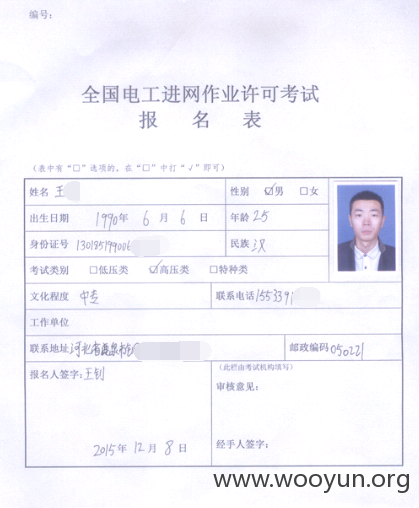 编号：
全国电工进网作业许可考试
报 名 表
（表中有“□”选项的，在“□”中打“√”即可）
姓名 王 性别 ☑男 □女
出生日期 1990年 6 月 6 日 年龄 25
身份证号 130185199006 民族 汉
考试类别 □低压类 ☑高压类 □特种类
文化程度 中专 联系电话 1553391
工作单位
联系地址 河北省 邮政编码 050221
报名人签字：王钊 （此栏由考试机构填写）
审核意见：
2015年 12 月 8 日 经手人签字：
www.wooyun.org